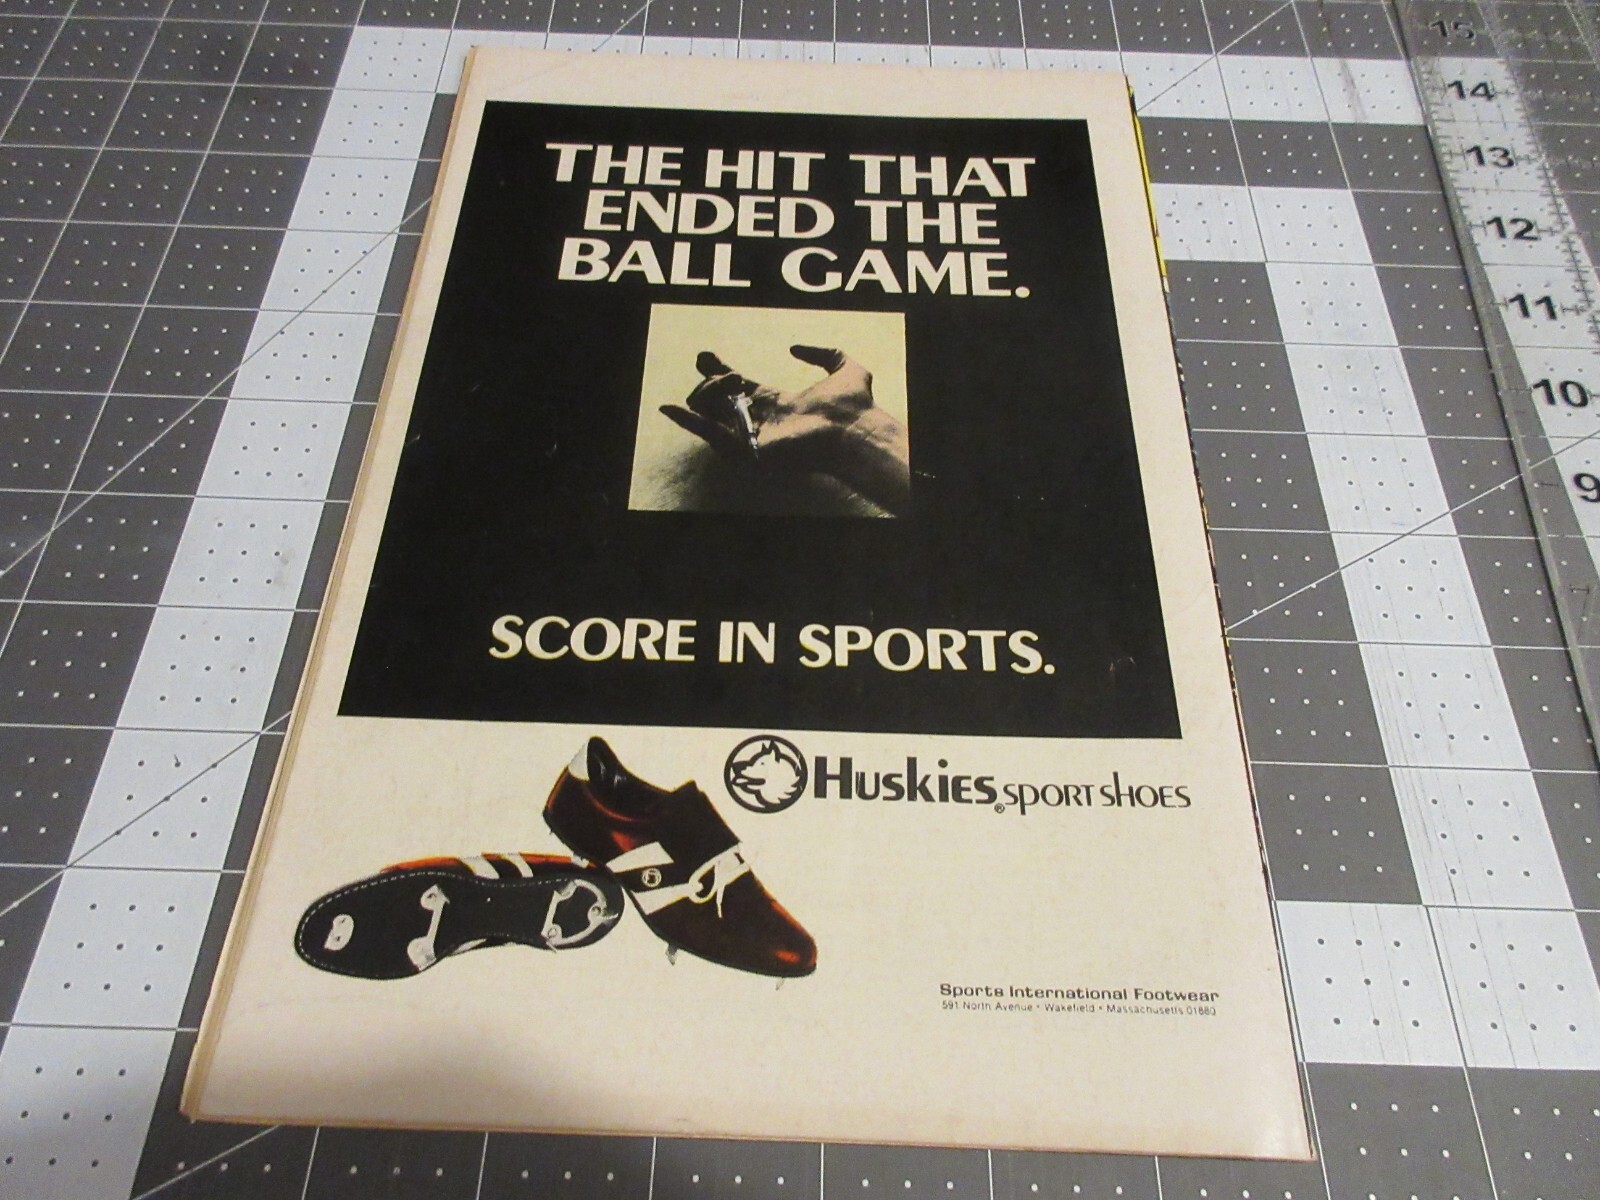 THE HIT THAT
ENDED THE
BALL GAME.
SCORE IN SPORTS.
HUSKIES® SPORT SHOES
Sports International Footwear
591 North Avenue • Wakefield • Massachusetts 01880
15
14
13
12
11
10
9